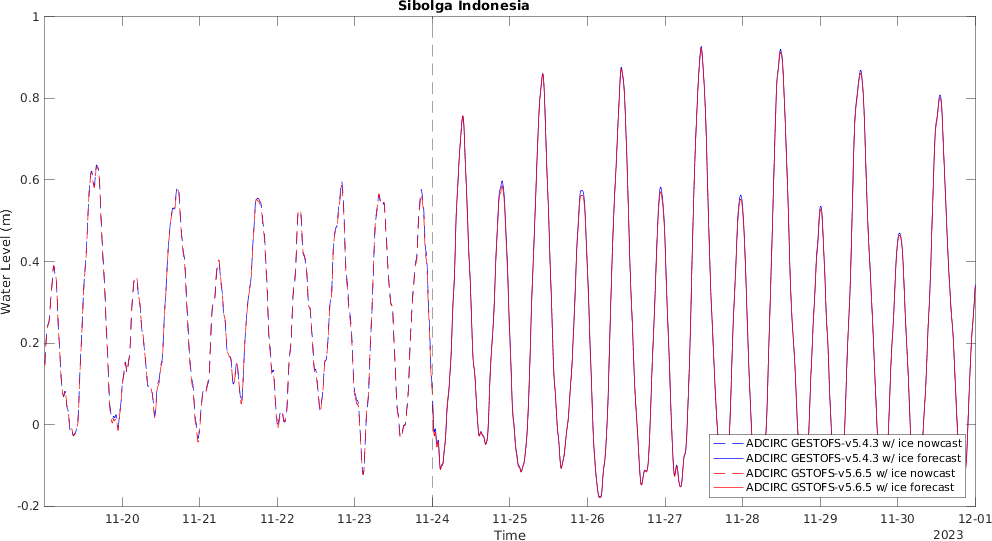 Sibolga Indonesia
Water Level (m)
1
0.8
0.6
0.4
0.2
0
-0.2
ADCIRC GESTOFS-v5.4.3 w/ ice nowcast
ADCIRC GESTOFS-v5.4.3 w/ ice forecast
ADCIRC GSTOFS-v5.6.5 w/ ice nowcast
ADCIRC GSTOFS-v5.6.5 w/ ice forecast
11-20 11-21 11-22 11-23 11-24 11-25 11-26 11-27 11-28 11-29 11-30 12-01
Time
2023